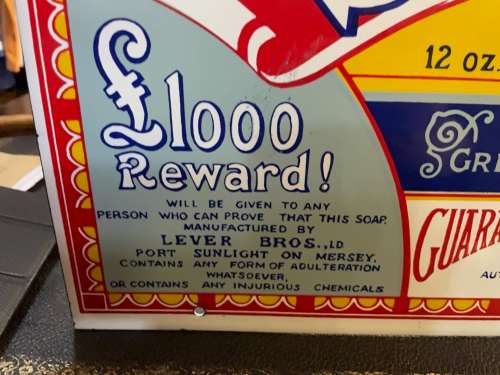 £1000
Reward!
WILL BE GIVEN TO ANY
PERSON WHO CAN PROVE THAT THIS SOAP.
MANUFACTURED BY
LEVER BROS.,LD
PORT SUNLIGHT ON MERSEY,
CONTAINS ANY FORM OF ADULTERATION
WHATSOEVER,
OR CONTAINS ANY INJURIOUS CHEMICALS
12 oz.
GRE
GUARA
AUT